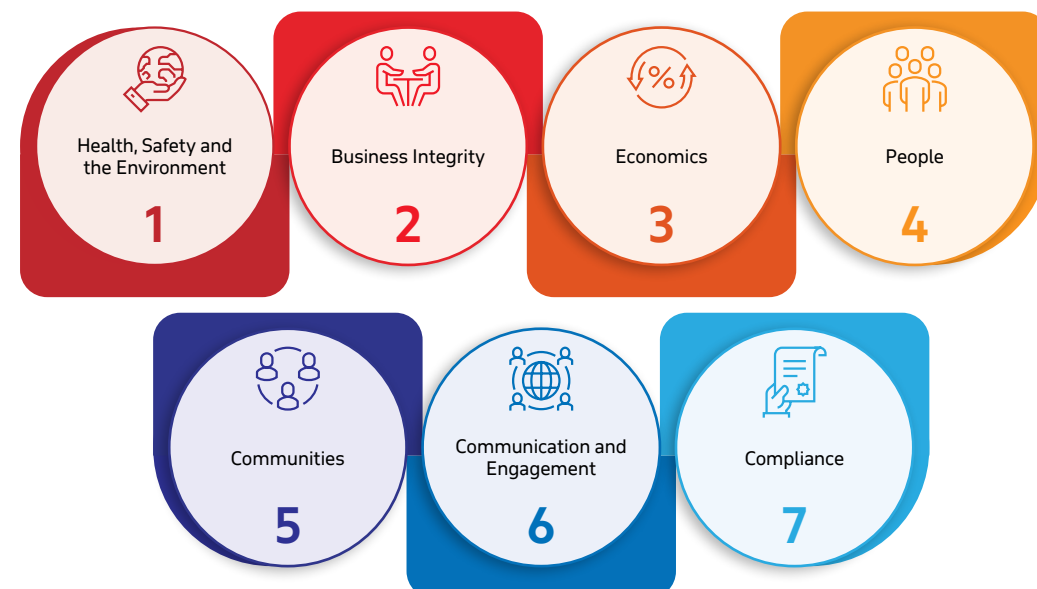 Health, Safety and
the Environment
1
Business Integrity
2
%
Economics
3
People
4
Communities
5
Communication and
Engagement
6
Compliance
7